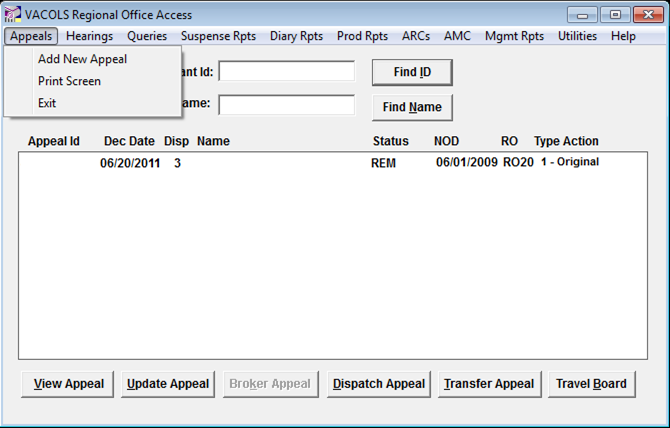 VACOLS Regional Office Access
Appeals Hearings Queries Suspense Rpts Diary Rpts Prod Rpts ARCs AMC Mgmt Rpts Utilities Help
Add New Appeal
Print Screen
Exit
ant Id:
Find ID
ame:
Find Name
Appeal Id Dec Date Disp Name Status NOD RO Type Action
06/20/2011 3 REM 06/01/2009 RO20 1 - Original
View Appeal Update Appeal Broker Appeal Dispatch Appeal Transfer Appeal Travel Board